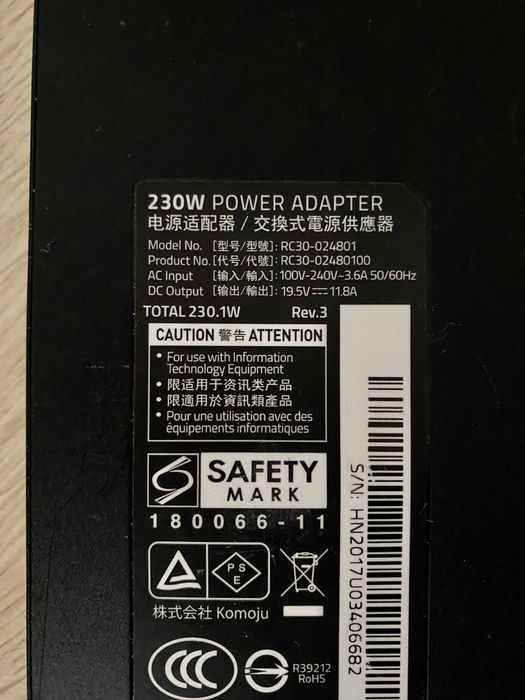 230W POWER ADAPTER
电源适配器 / 交換式電源供應器
Model No. [型号/型號]: RC30-024801
Product No. [代号/代號]: RC30-02480100
AC Input [输入/輸入]: 100V-240V~3.6A 50/60Hz
DC Output [输出/輸出]: 19.5V⎓11.8A
TOTAL 230.1W Rev.3
CAUTION 警告 ATTENTION
• For use with Information
Technology Equipment
• 限适用于资讯类产品
• 限適用於資訊類產品
• Pour une utilisation avec des
équipements informatiques
SAFETY
MARK
180066-11
PS
E
株式会社 Komoju
CCC
R39212
RoHS
S/N: HN2017U03406682